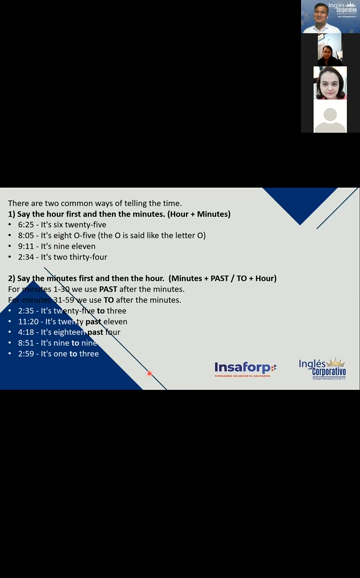 Inglés
Corporativo
There are two common ways of telling the time.
1) Say the hour first and then the minutes. (Hour + Minutes)
• 6:25 - It's six twenty-five
• 8:05 - It's eight O-five (the O is said like the letter O)
• 9:11 - It's nine eleven
• 2:34 - It's two thirty-four
2) Say the minutes first and then the hour. (Minutes + PAST / TO + Hour)
For minutes 1-30 we use PAST after the minutes.
For minutes 31-59 we use TO after the minutes.
• 2:35 - It's twenty-five to three
• 11:20 - It's twenty past eleven
• 4:18 - It's eighteen past four
• 8:51 - It's nine to nine
• 2:59 - It's one to three
Insaforp
Inglés
Corporativo